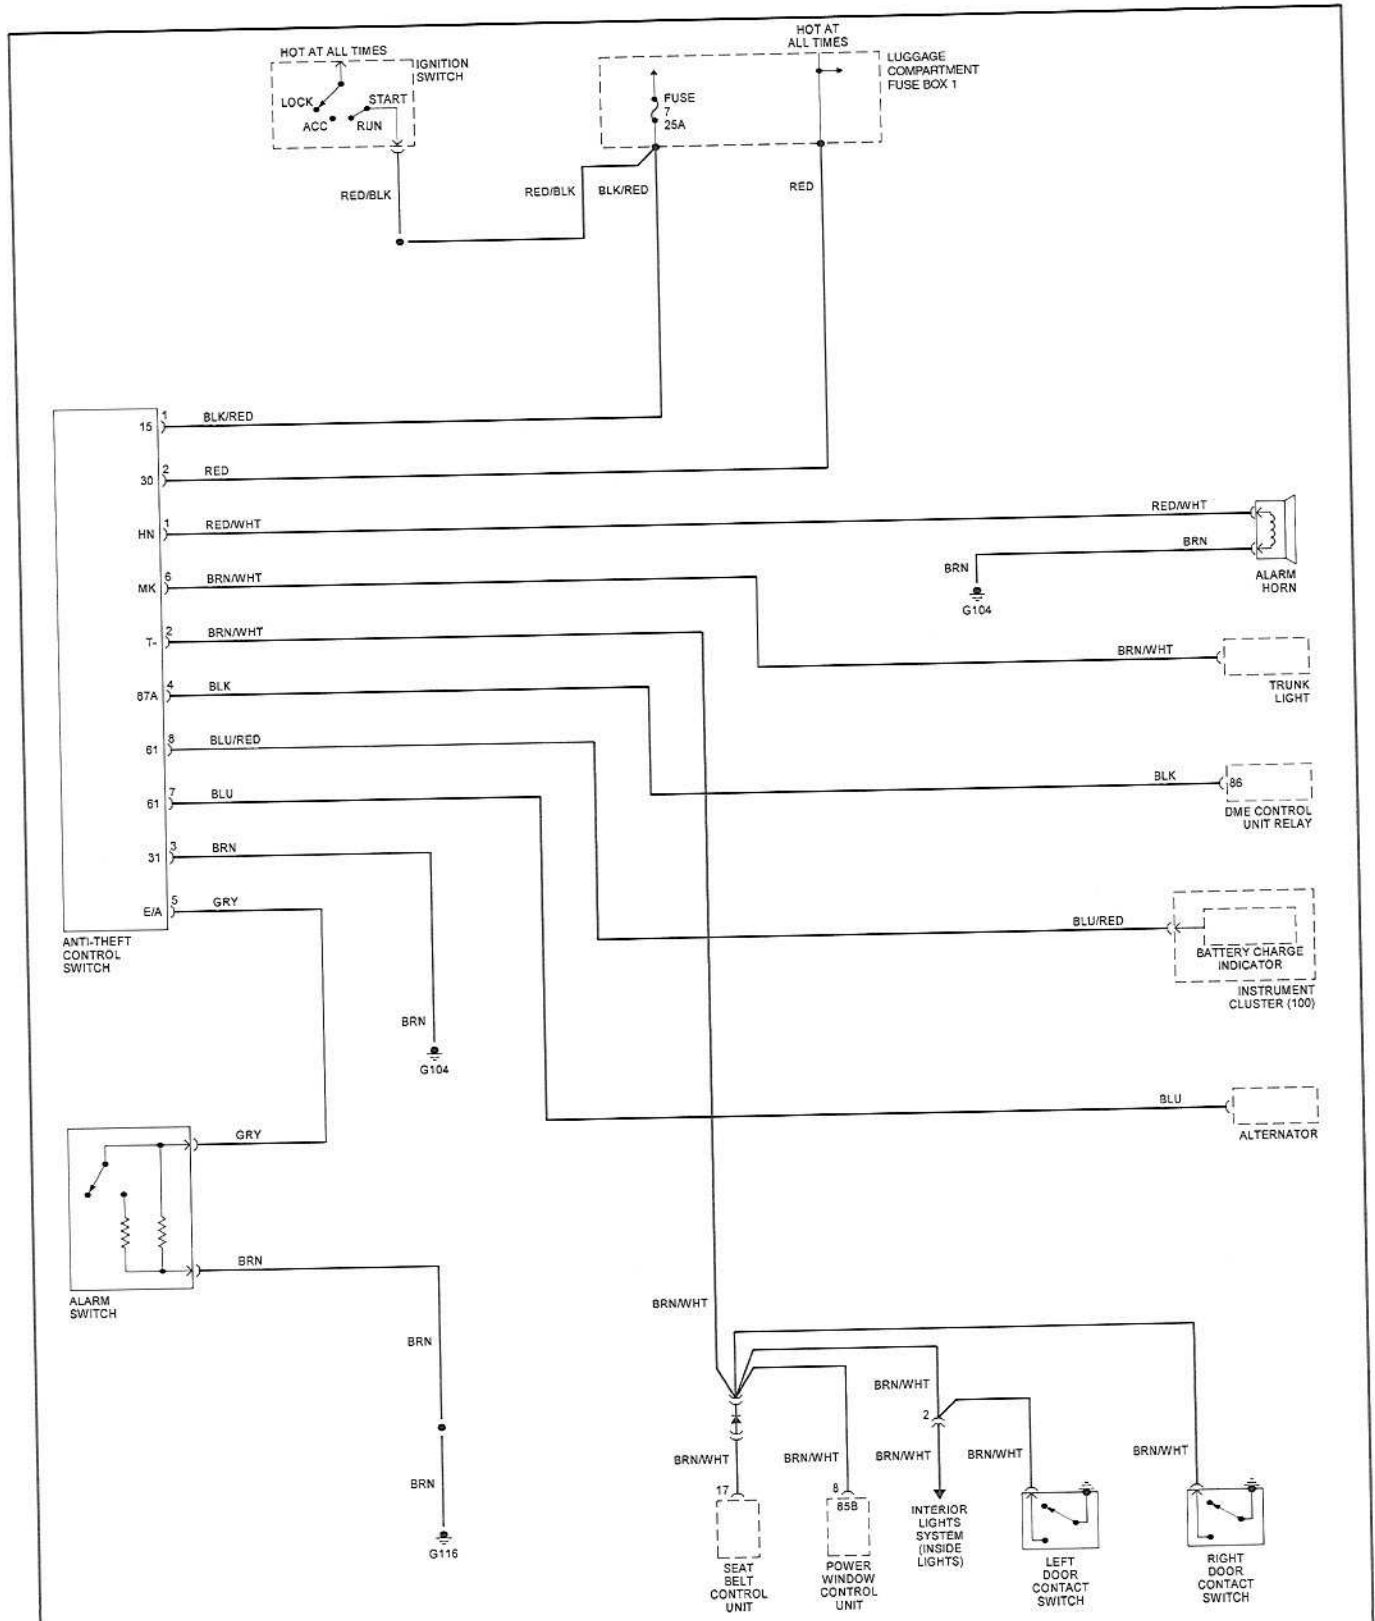 HOT AT ALL TIMES
IGNITION
SWITCH
LOCK
START
ACC
RUN
HOT AT
ALL TIMES
LUGGAGE
COMPARTMENT
FUSE BOX 1
FUSE
7
25A
RED/BLK
RED/BLK
BLK/RED
RED
15
1
BLK/RED
30
2
RED
HN
1
RED/WHT
RED/WHT
BRN
BRN
G104
ALARM
HORN
MK
6
BRN/WHT
T-
2
BRN/WHT
BRN/WHT
TRUNK
LIGHT
87A
4
BLK
61
8
BLU/RED
BLK
86
DME CONTROL
UNIT RELAY
61
7
BLU
31
3
BRN
E/A
5
GRY
ANTI-THEFT
CONTROL
SWITCH
BLU/RED
BATTERY CHARGE
INDICATOR
INSTRUMENT
CLUSTER (100)
BRN
G104
BLU
ALTERNATOR
GRY
BRN
ALARM
SWITCH
BRN
BRN
G116
BRN/WHT
BRN/WHT
2
BRN/WHT
BRN/WHT
BRN/WHT
BRN/WHT
BRN/WHT
17
8
85B
SEAT
BELT
CONTROL
UNIT
POWER
WINDOW
CONTROL
UNIT
INTERIOR
LIGHTS
SYSTEM
(INSIDE
LIGHTS)
LEFT
DOOR
CONTACT
SWITCH
RIGHT
DOOR
CONTACT
SWITCH